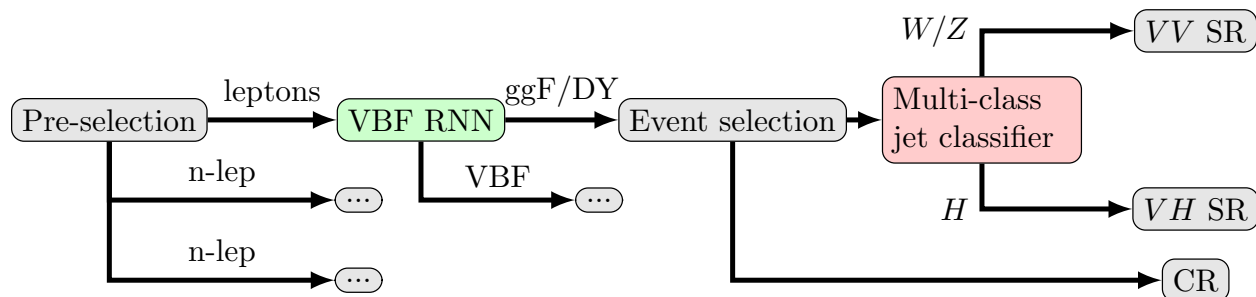 W/Z
VV SR
leptons
ggF/DY
Pre-selection
VBF RNN
Event selection
Multi-class
jet classifier
n-lep
...
VBF
...
H
VH SR
n-lep
...
CR